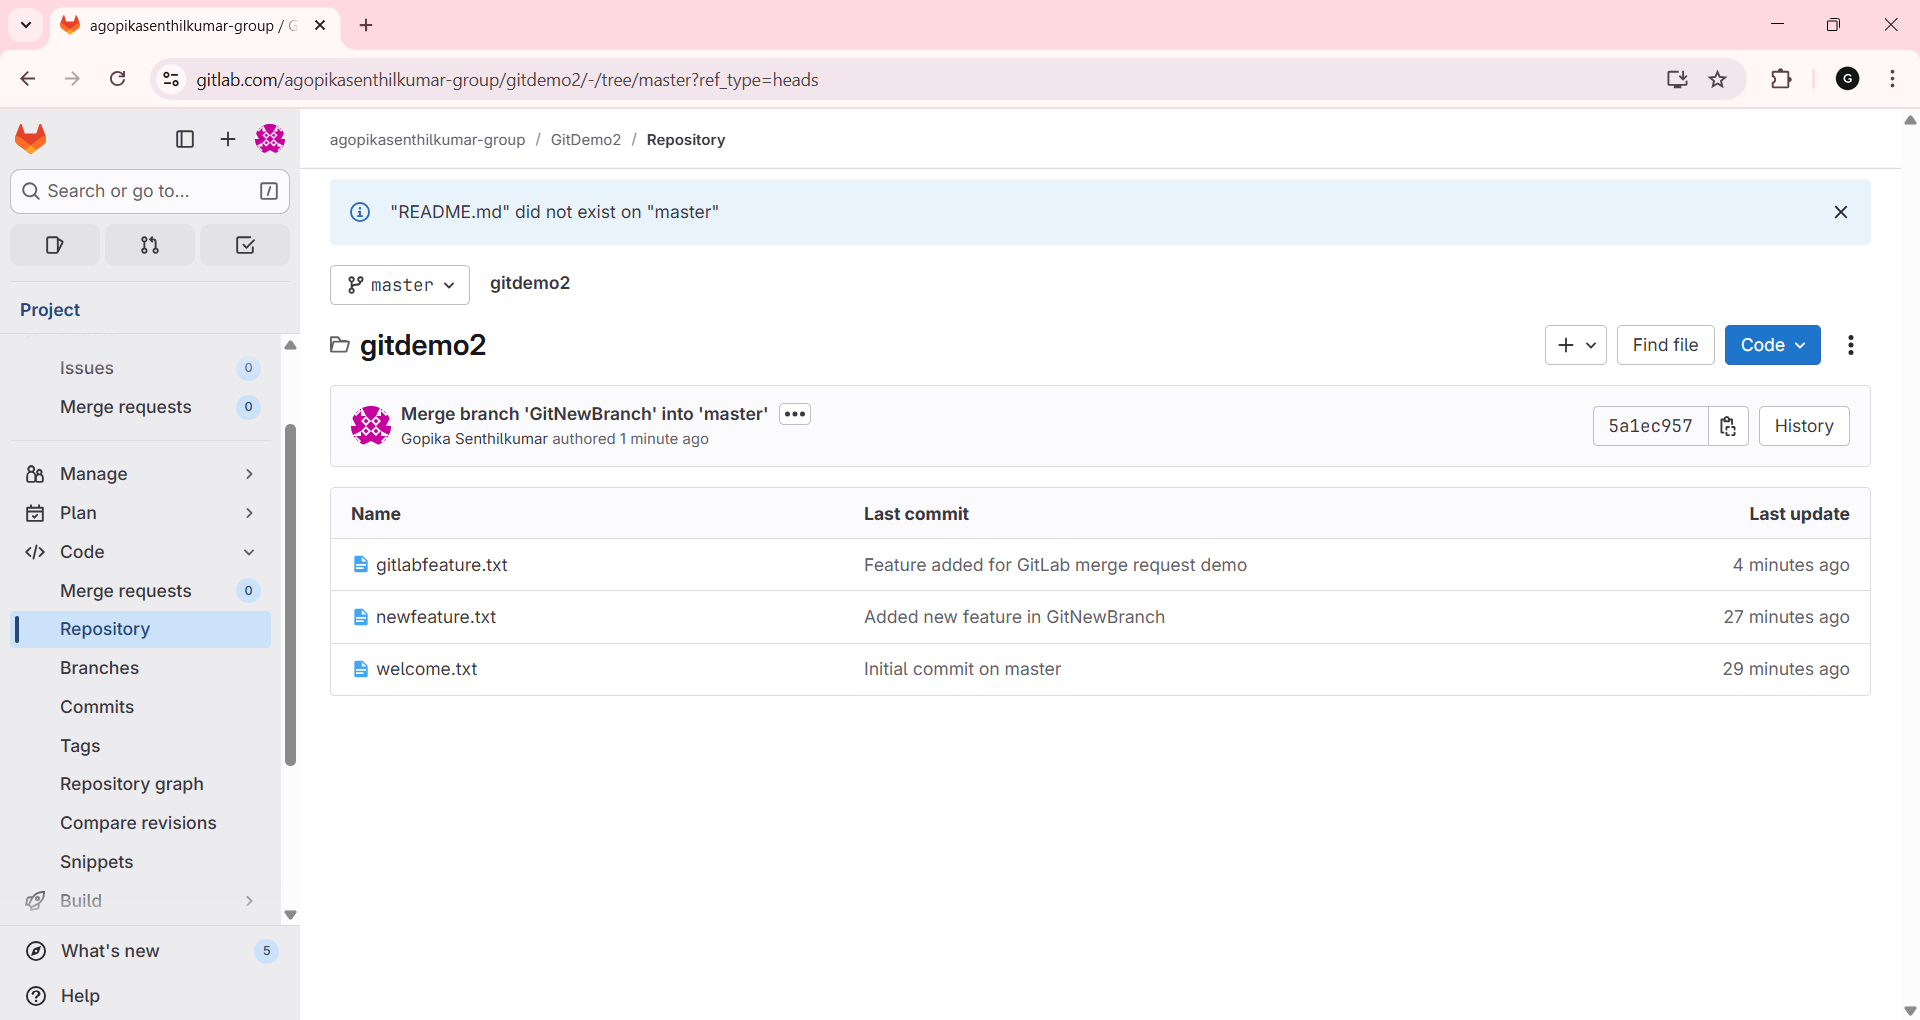 agopikasenthilkumar-group / G
gitlab.com/agopikasenthilkumar-group/gitdemo2/-/tree/master?ref_type=heads
G
Search or go to...
/
Project
Issues 0
Merge requests 0
Manage
Plan
Code
Merge requests 0
Repository
Branches
Commits
Tags
Repository graph
Compare revisions
Snippets
Build
What's new 5
Help
agopikasenthilkumar-group / GitDemo2 / Repository
"README.md" did not exist on "master"
master
gitdemo2
gitdemo2
Find file
Code
Merge branch 'GitNewBranch' into 'master'
Gopika Senthilkumar authored 1 minute ago
5a1ec957
History
Name Last commit Last update
gitlabfeature.txt Feature added for GitLab merge request demo 4 minutes ago
newfeature.txt Added new feature in GitNewBranch 27 minutes ago
welcome.txt Initial commit on master 29 minutes ago